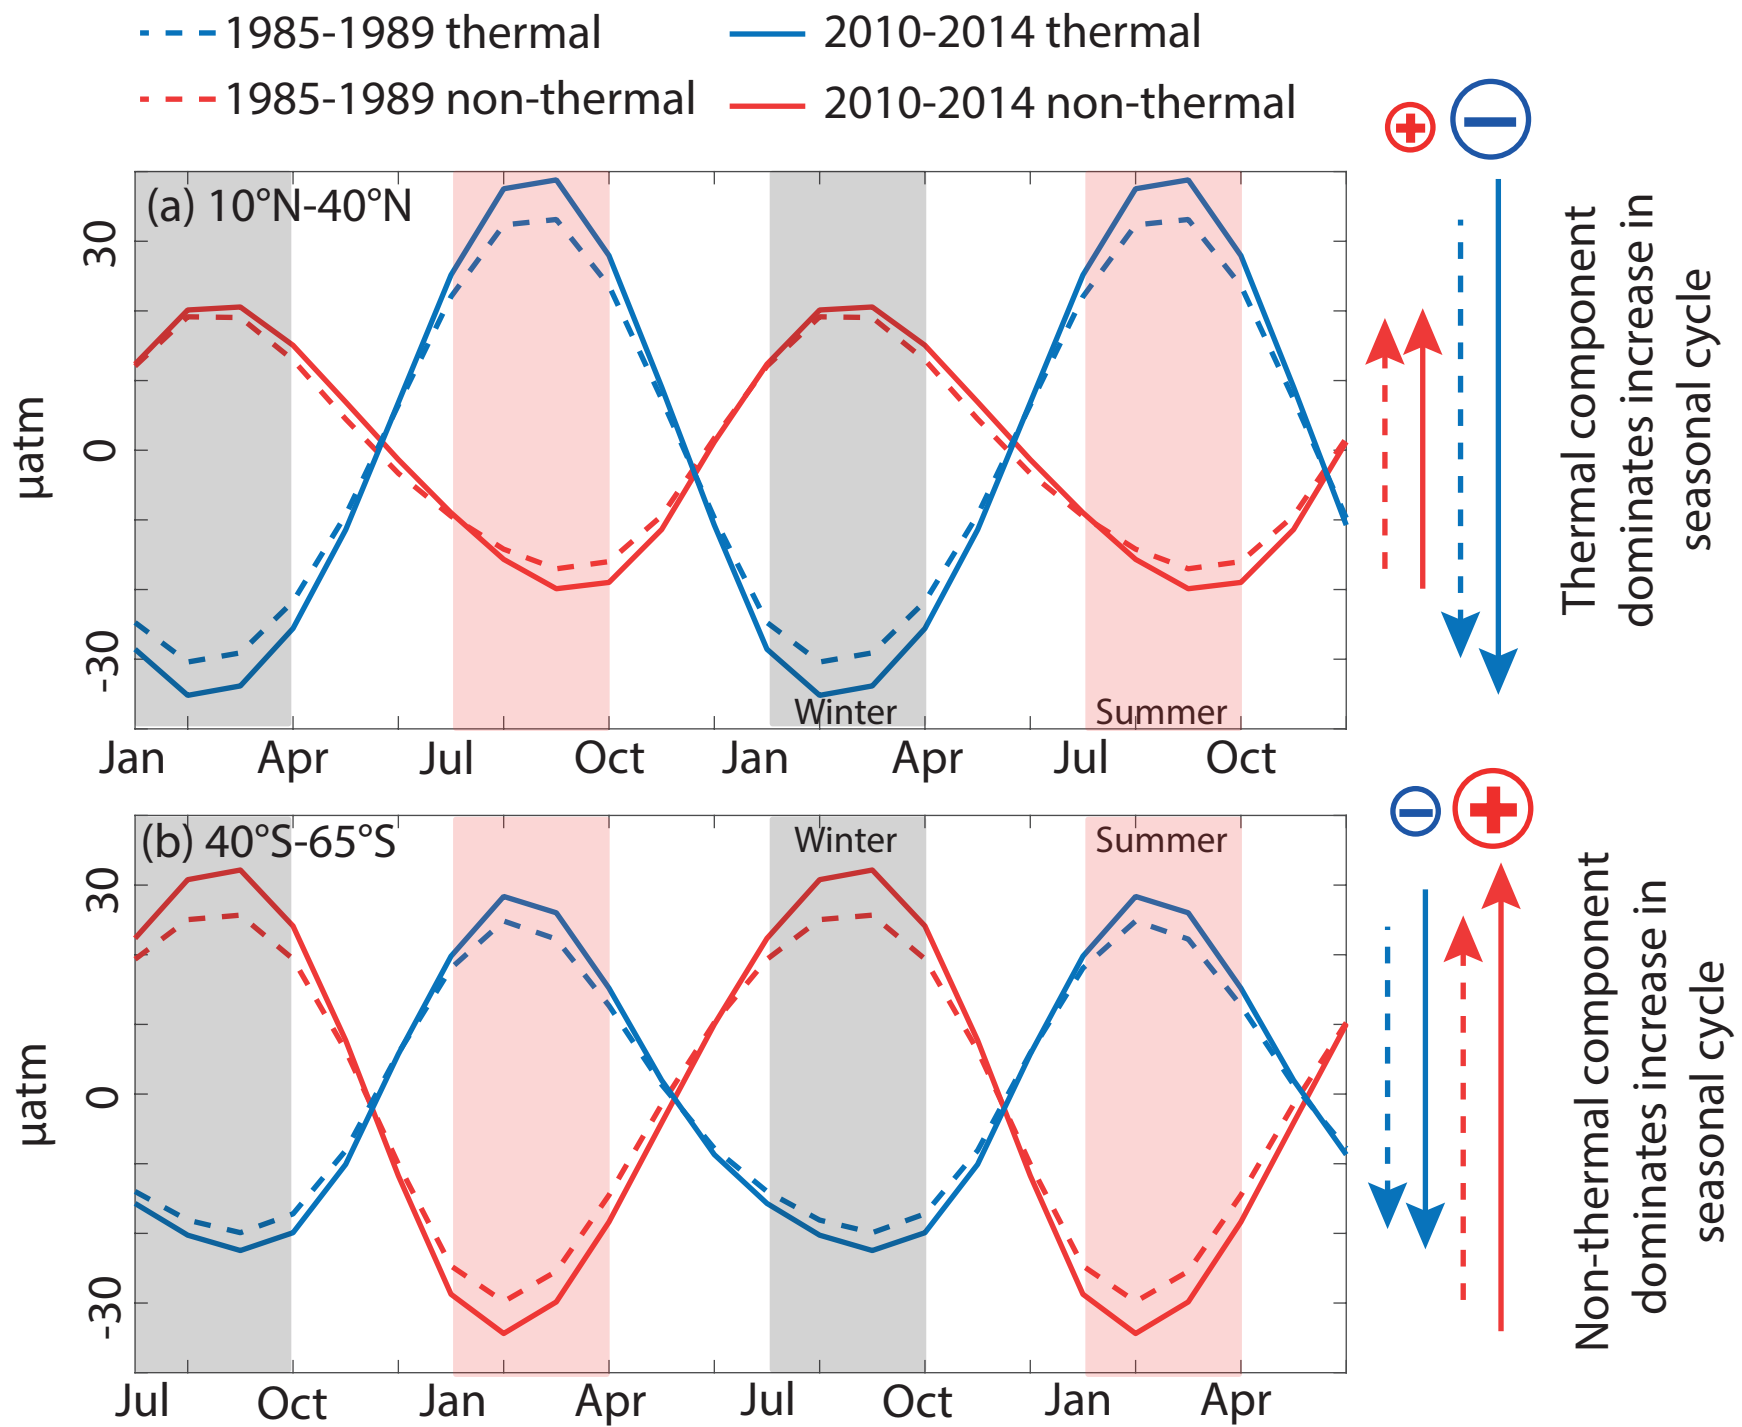 1985-1989 thermal
2010-2014 thermal
1985-1989 non-thermal
2010-2014 non-thermal
(a) 10°N-40°N
30
0
-30
µatm
Winter
Summer
Jan Apr Jul Oct Jan Apr Jul Oct
Thermal component
dominates increase in
seasonal cycle
(b) 40°S-65°S
Winter
Summer
30
0
-30
µatm
Jul Oct Jan Apr Jul Oct Jan Apr
Non-thermal component
dominates increase in
seasonal cycle